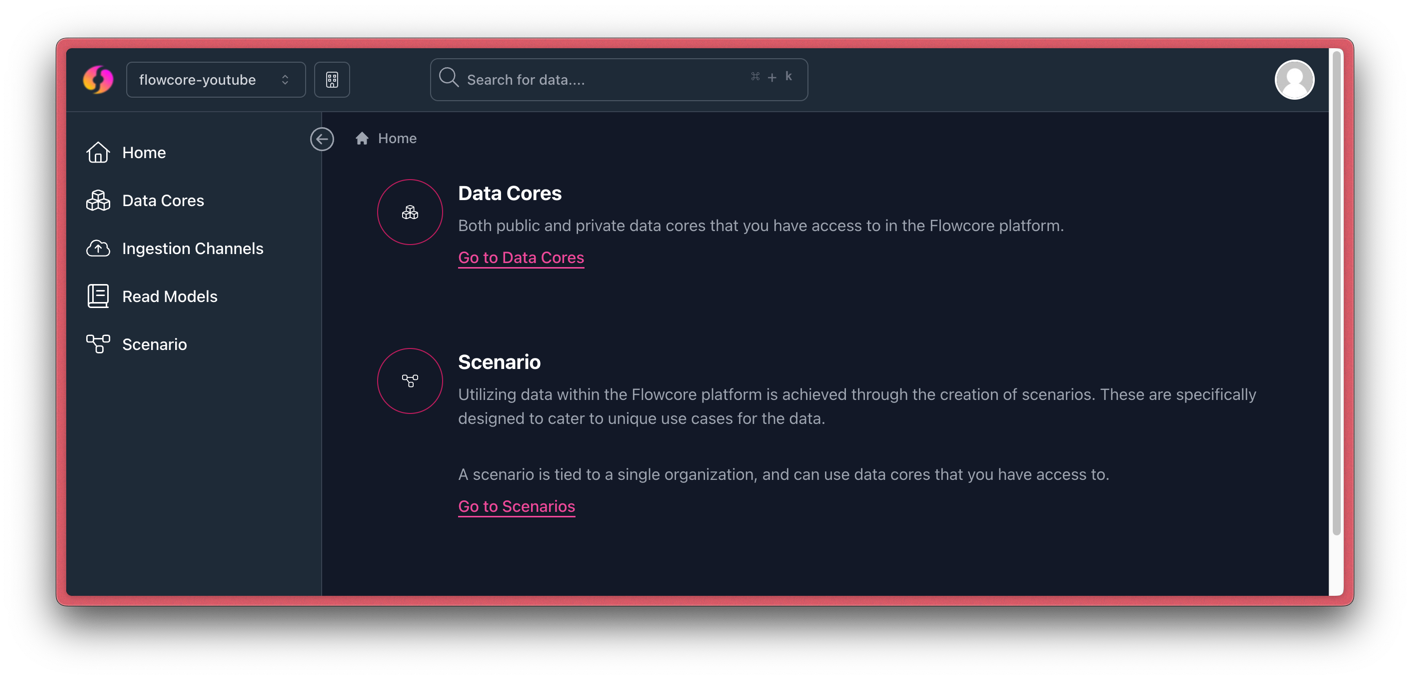 flowcore-youtube
Search for data....
⌘ + k
Home
Data Cores
Ingestion Channels
Read Models
Scenario
Home
Data Cores
Both public and private data cores that you have access to in the Flowcore platform.
Go to Data Cores
Scenario
Utilizing data within the Flowcore platform is achieved through the creation of scenarios. These are specifically
designed to cater to unique use cases for the data.
A scenario is tied to a single organization, and can use data cores that you have access to.
Go to Scenarios